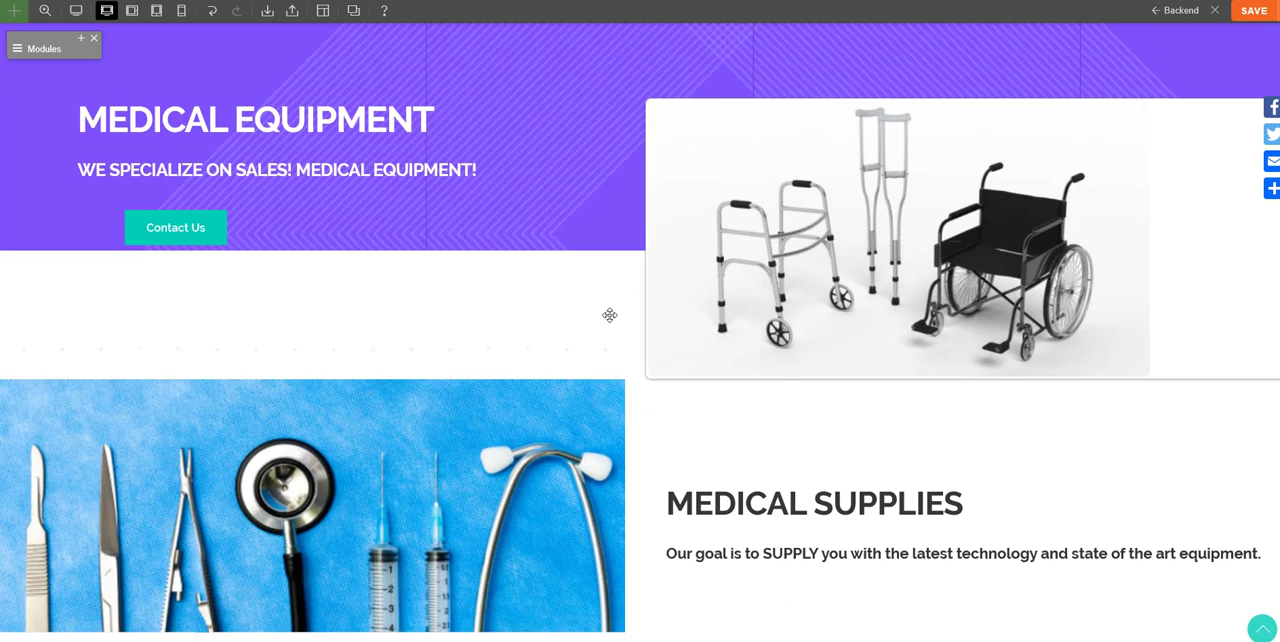 Backend
SAVE
Modules
MEDICAL EQUIPMENT
WE SPECIALIZE ON SALES! MEDICAL EQUIPMENT!
Contact Us
MEDICAL SUPPLIES
Our goal is to SUPPLY you with the latest technology and state of the art equipment.